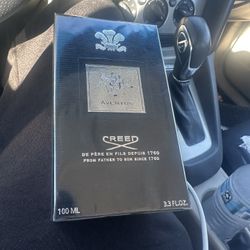 AVENTUS
CREED
DE PÈRE EN FILS DEPUIS 1760
FROM FATHER TO SON SINCE 1760
100 ML 3.3 FL.OZ.